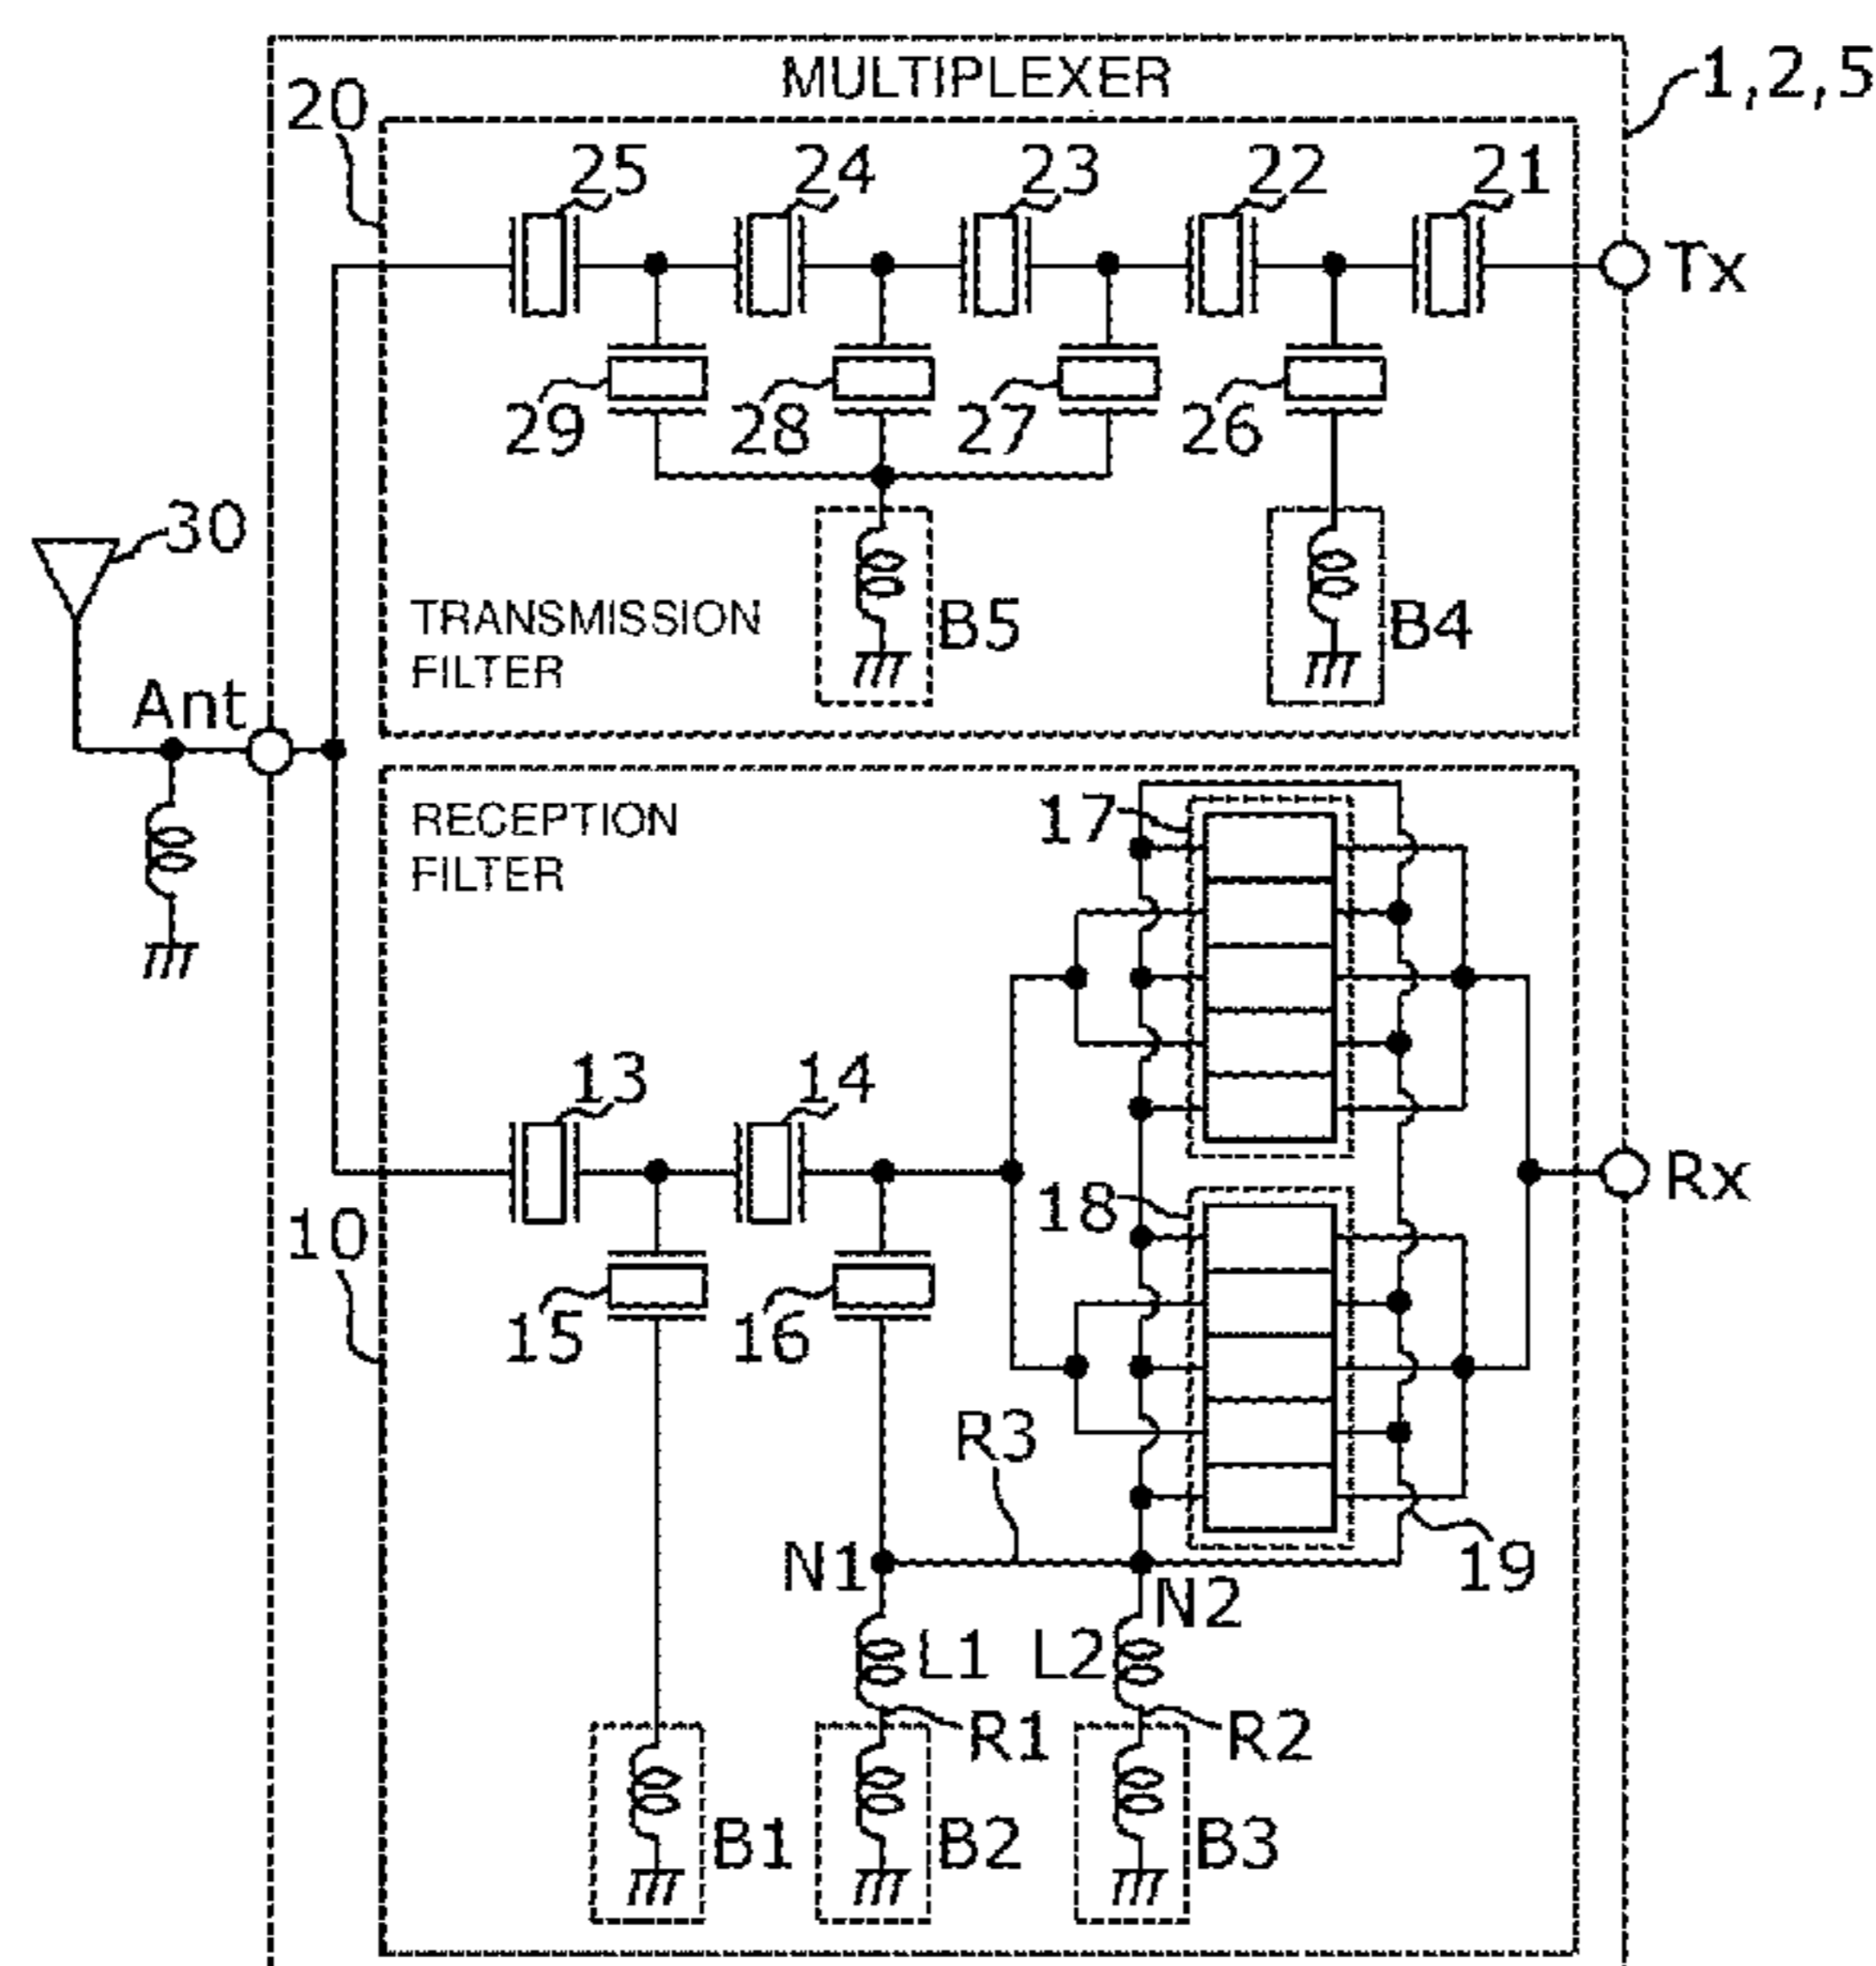 MULTIPLEXER
1,2,5
20
25
24
23
22
21
Tx
29
28
27
26
30
TRANSMISSION
FILTER
B5
B4
Ant
RECEPTION
FILTER
17
13
14
18
Rx
10
15
16
R3
N1
N2
19
L1
L2
R1
R2
B1
B2
B3